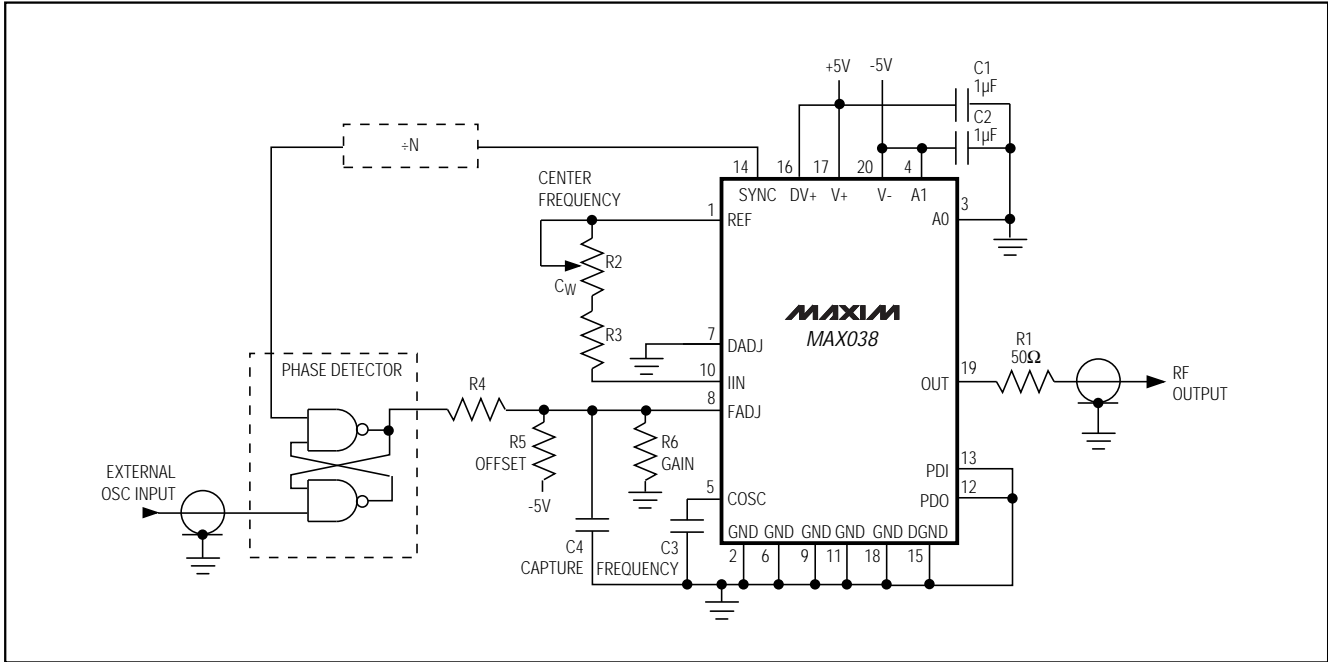 +5V
-5V
C1
1µF
C2
1µF
÷N
14
16
17
20
4
SYNC
DV+
V+
V-
A1
CENTER
FREQUENCY
1
REF
3
A0
R2
CW
R3
MAXIM
MAX038
7
DADJ
PHASE DETECTOR
R4
10
IIN
8
FADJ
R1
50Ω
19
OUT
RF
OUTPUT
R5
OFFSET
-5V
R6
GAIN
EXTERNAL
OSC INPUT
13
PDI
12
PDO
5
COSC
GND
GND
GND
GND
GND
DGND
2
6
9
11
18
15
C4
CAPTURE
C3
FREQUENCY